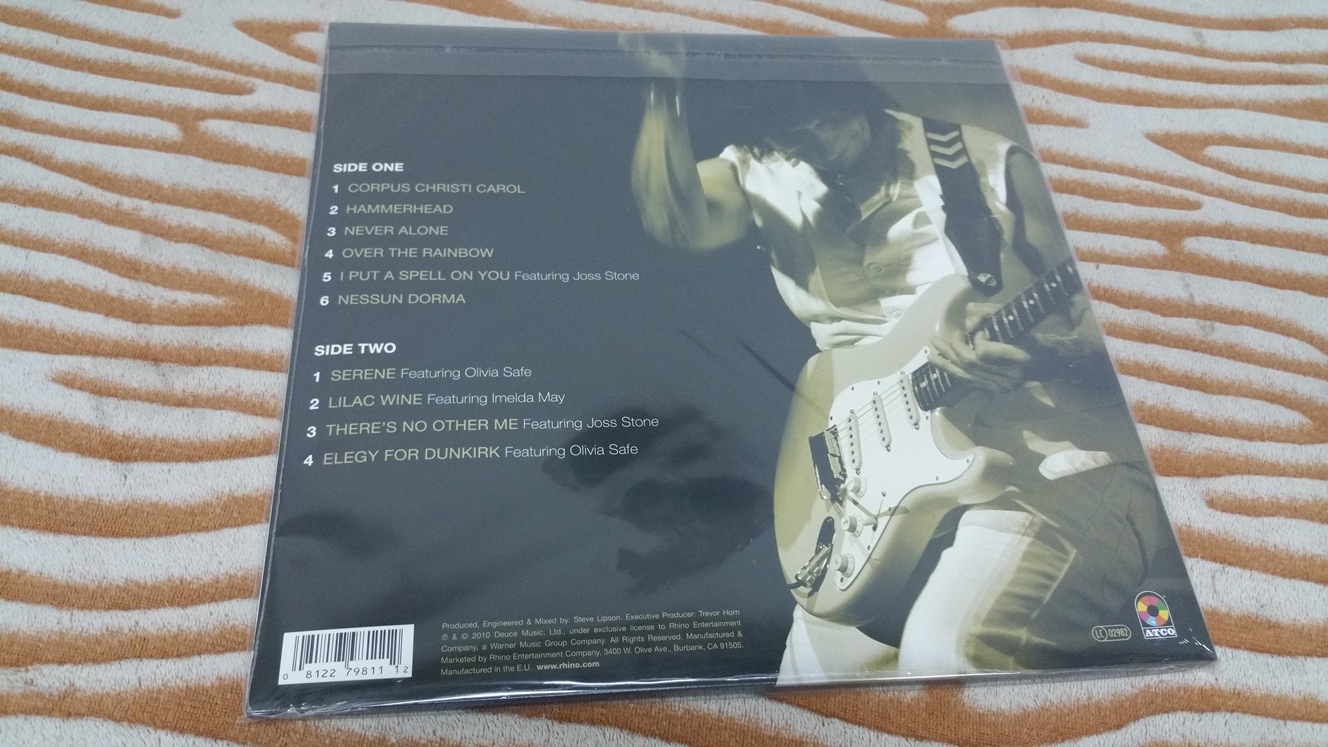 SIDE ONE
1 CORPUS CHRISTI CAROL
2 HAMMERHEAD
3 NEVER ALONE
4 OVER THE RAINBOW
5 I PUT A SPELL ON YOU Featuring Joss Stone
6 NESSUN DORMA
SIDE TWO
1 SERENE Featuring Olivia Safe
2 LILAC WINE Featuring Imelda May
3 THERE'S NO OTHER ME Featuring Joss Stone
4 ELEGY FOR DUNKIRK Featuring Olivia Safe
Produced, Engineered & Mixed by: Steve Lipson. Executive Producer: Trevor Horn
℗ & © 2010 Deuce Music, Ltd., under exclusive license to Rhino Entertainment
Company, a Warner Music Group Company. All Rights Reserved. Manufactured &
Marketed by Rhino Entertainment Company. 3400 W. Olive Ave., Burbank, CA 91505.
Manufactured in the E.U. www.rhino.com
0 8122 79811 1 2
LC 02982
ATCO